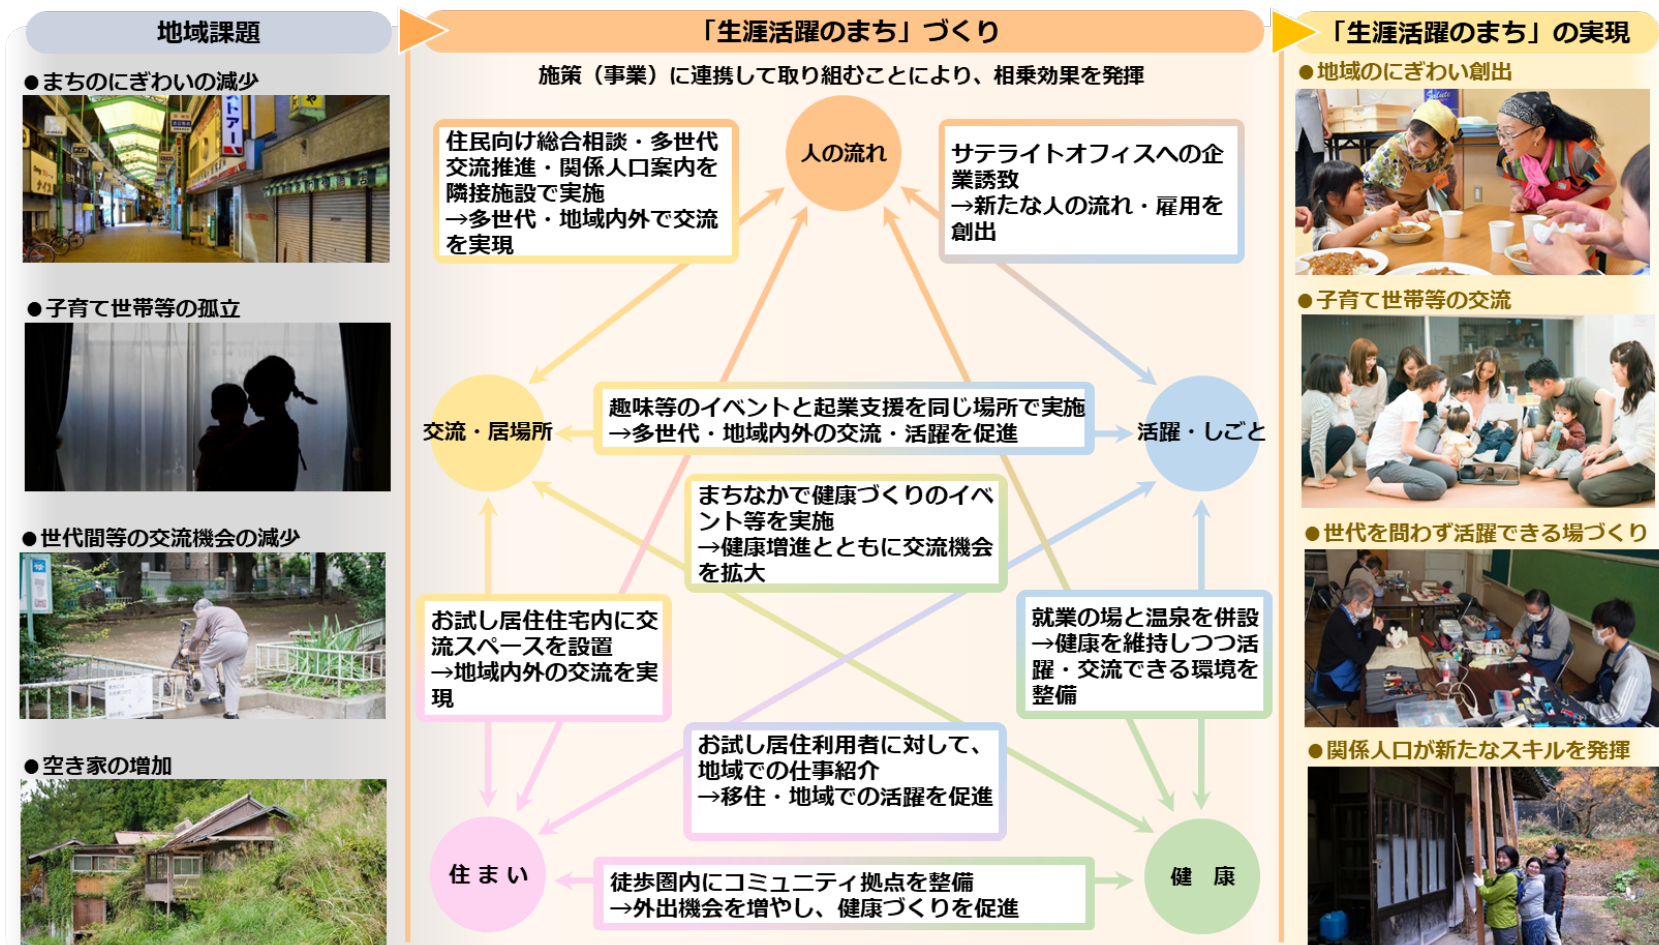 地域課題
「生涯活躍のまち」づくり
「生涯活躍のまち」の実現
●まちのにぎわいの減少
●子育て世帯等の孤立
●世代間等の交流機会の減少
●空き家の増加
施策（事業）に連携して取り組むことにより、相乗効果を発揮
人の流れ
住民向け総合相談・多世代
交流推進・関係人口案内を
隣接施設で実施
→多世代・地域内外で交流
を実現
サテライトオフィスへの企
業誘致
→新たな人の流れ・雇用を
創出
交流・居場所
趣味等のイベントと起業支援を同じ場所で実施
→多世代・地域内外の交流・活躍を促進
活躍・しごと
まちなかで健康づくりのイベ
ント等を実施
→健康増進とともに交流機会
を拡大
お試し居住住宅内に交
流スペースを設置
→地域内外の交流を実
現
就業の場と温泉を併設
→健康を維持しつつ活
躍・交流できる環境を
整備
お試し居住利用者に対して、
地域での仕事紹介
→移住・地域での活躍を促進
住まい
徒歩圏内にコミュニティ拠点を整備
→外出機会を増やし、健康づくりを促進
健　康
●地域のにぎわい創出
●子育て世帯等の交流
●世代を問わず活躍できる場づくり
●関係人口が新たなスキルを発揮